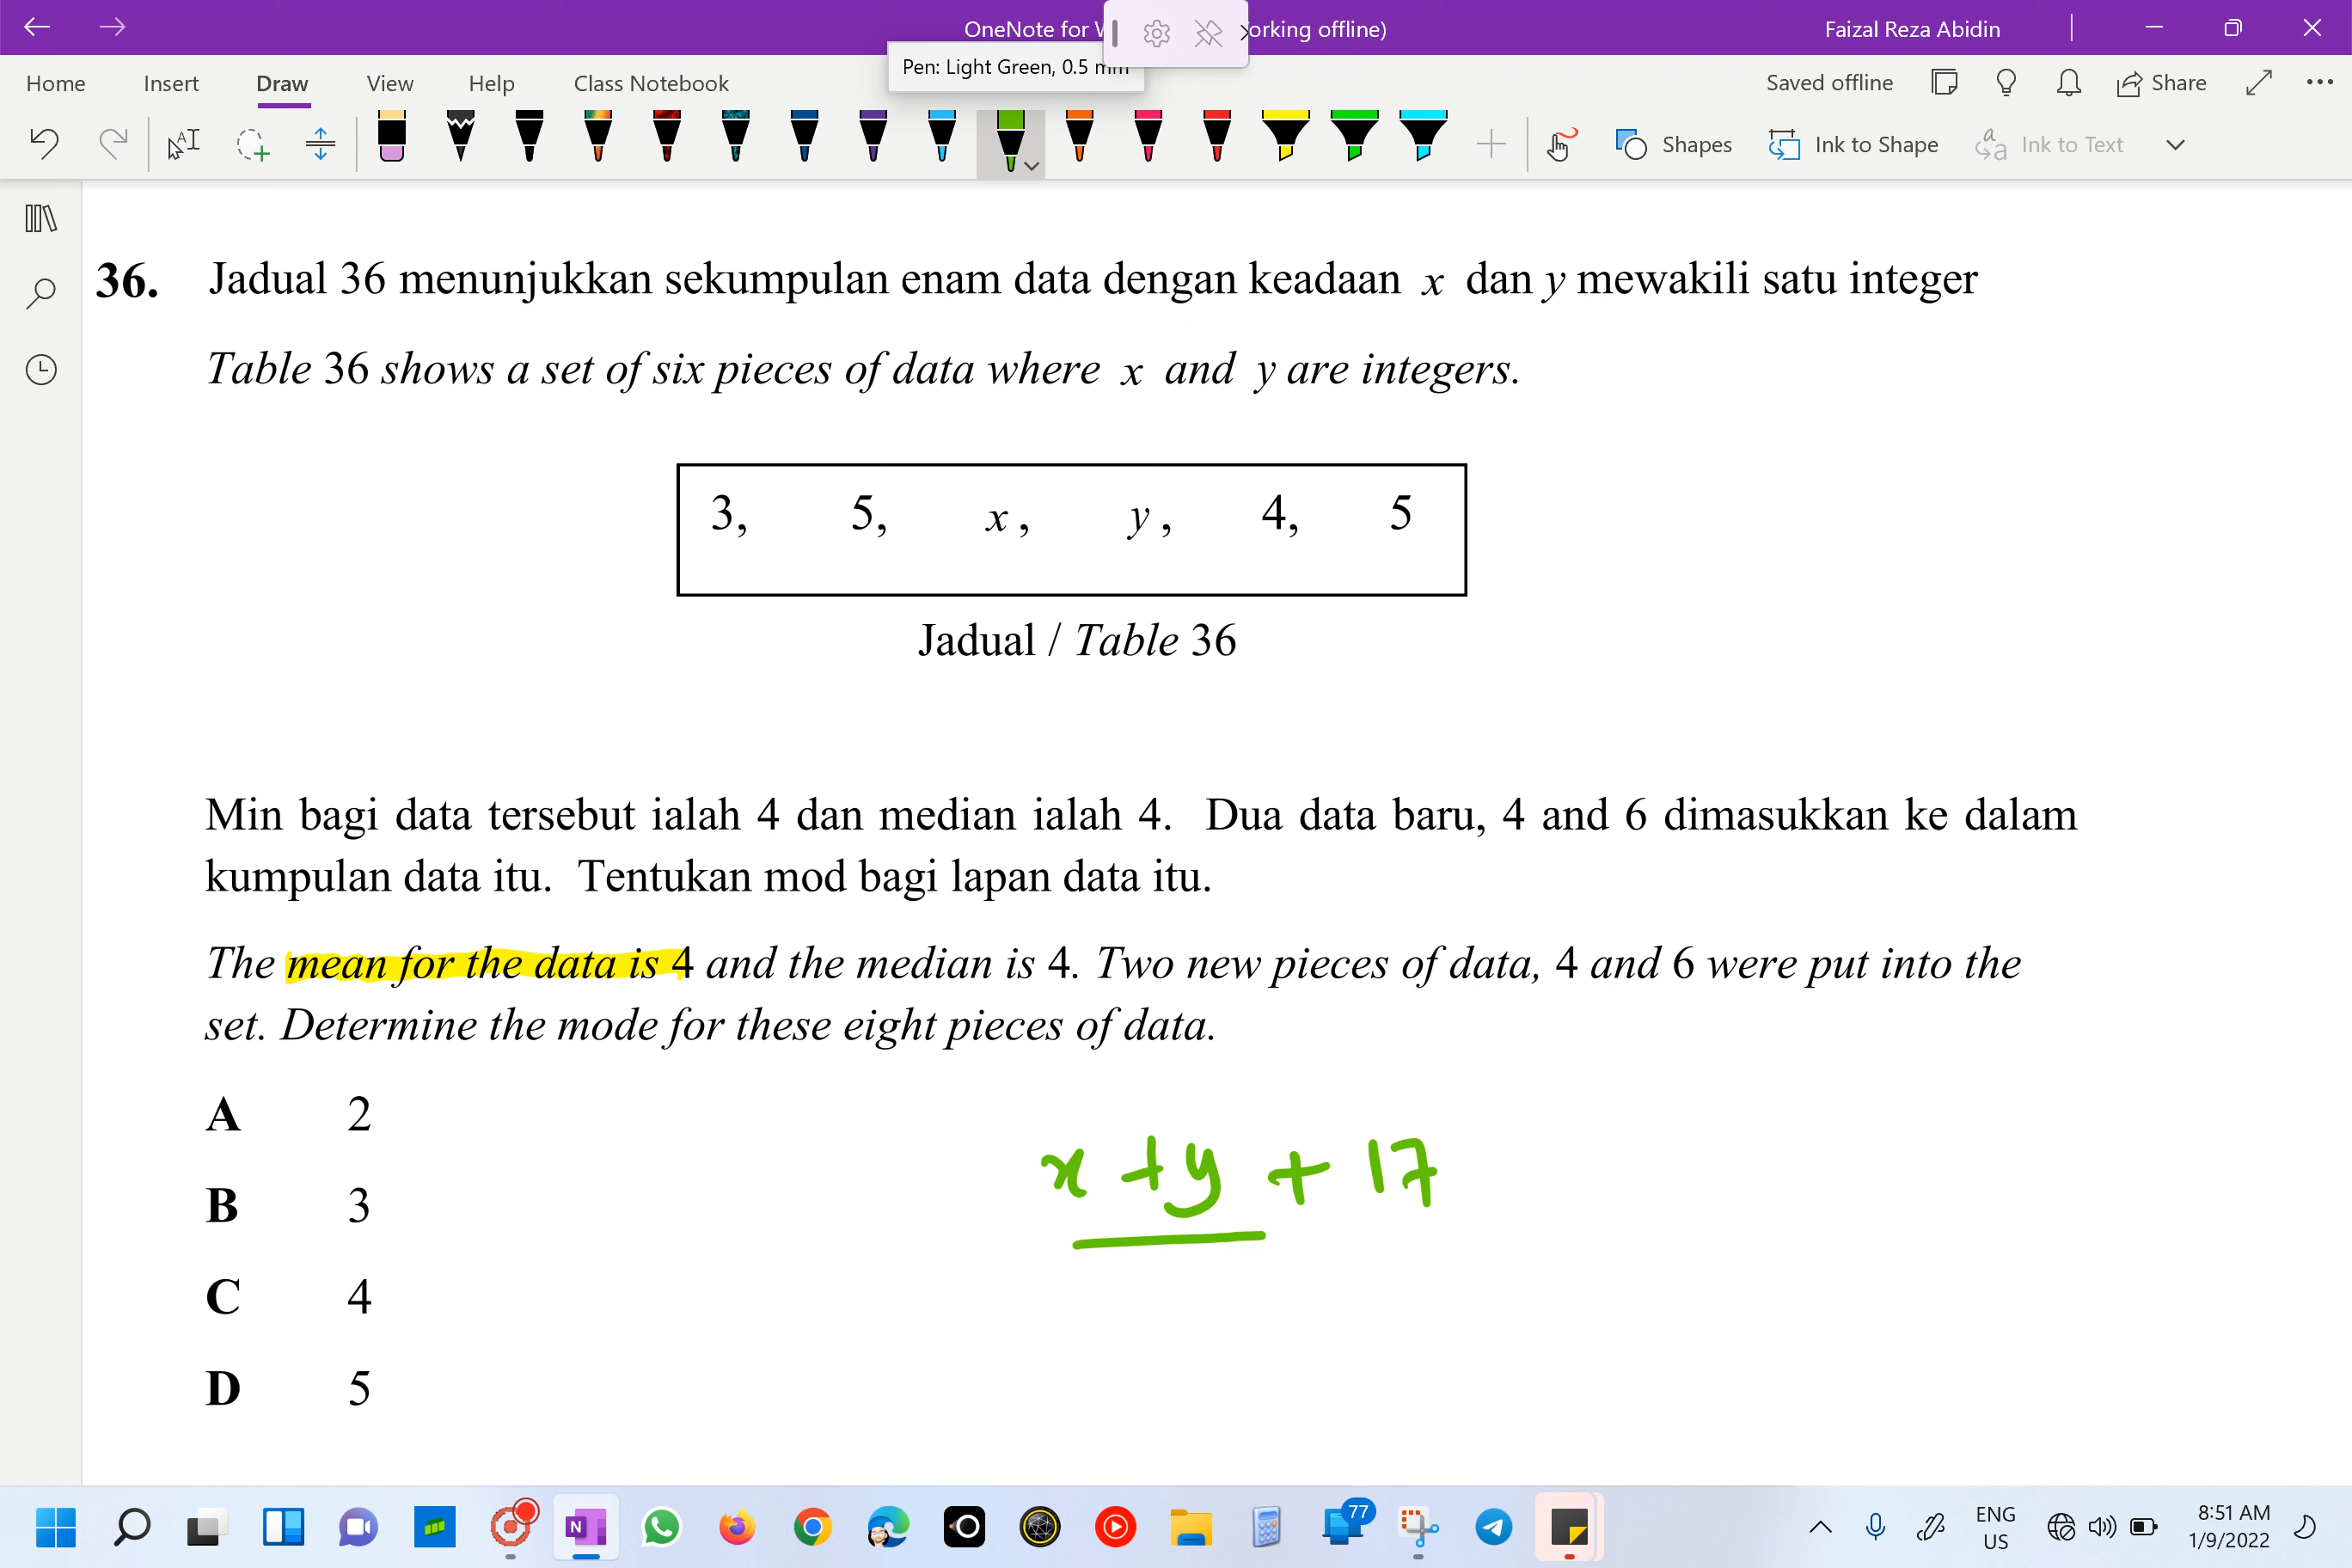 OneNote for W
orking offline)
Faizal Reza Abidin
Pen: Light Green, 0.5 mm
Home Insert Draw View Help Class Notebook
Saved offline Share
Shapes Ink to Shape Ink to Text
36. Jadual 36 menunjukkan sekumpulan enam data dengan keadaan x dan y mewakili satu integer
Table 36 shows a set of six pieces of data where x and y are integers.
3, 5, x, y, 4, 5
Jadual / Table 36
Min bagi data tersebut ialah 4 dan median ialah 4. Dua data baru, 4 and 6 dimasukkan ke dalam
kumpulan data itu. Tentukan mod bagi lapan data itu.
The mean for the data is 4 and the median is 4. Two new pieces of data, 4 and 6 were put into the
set. Determine the mode for these eight pieces of data.
A 2
B 3
C 4
D 5
x + y + 17
77
ENG
US
8:51 AM
1/9/2022